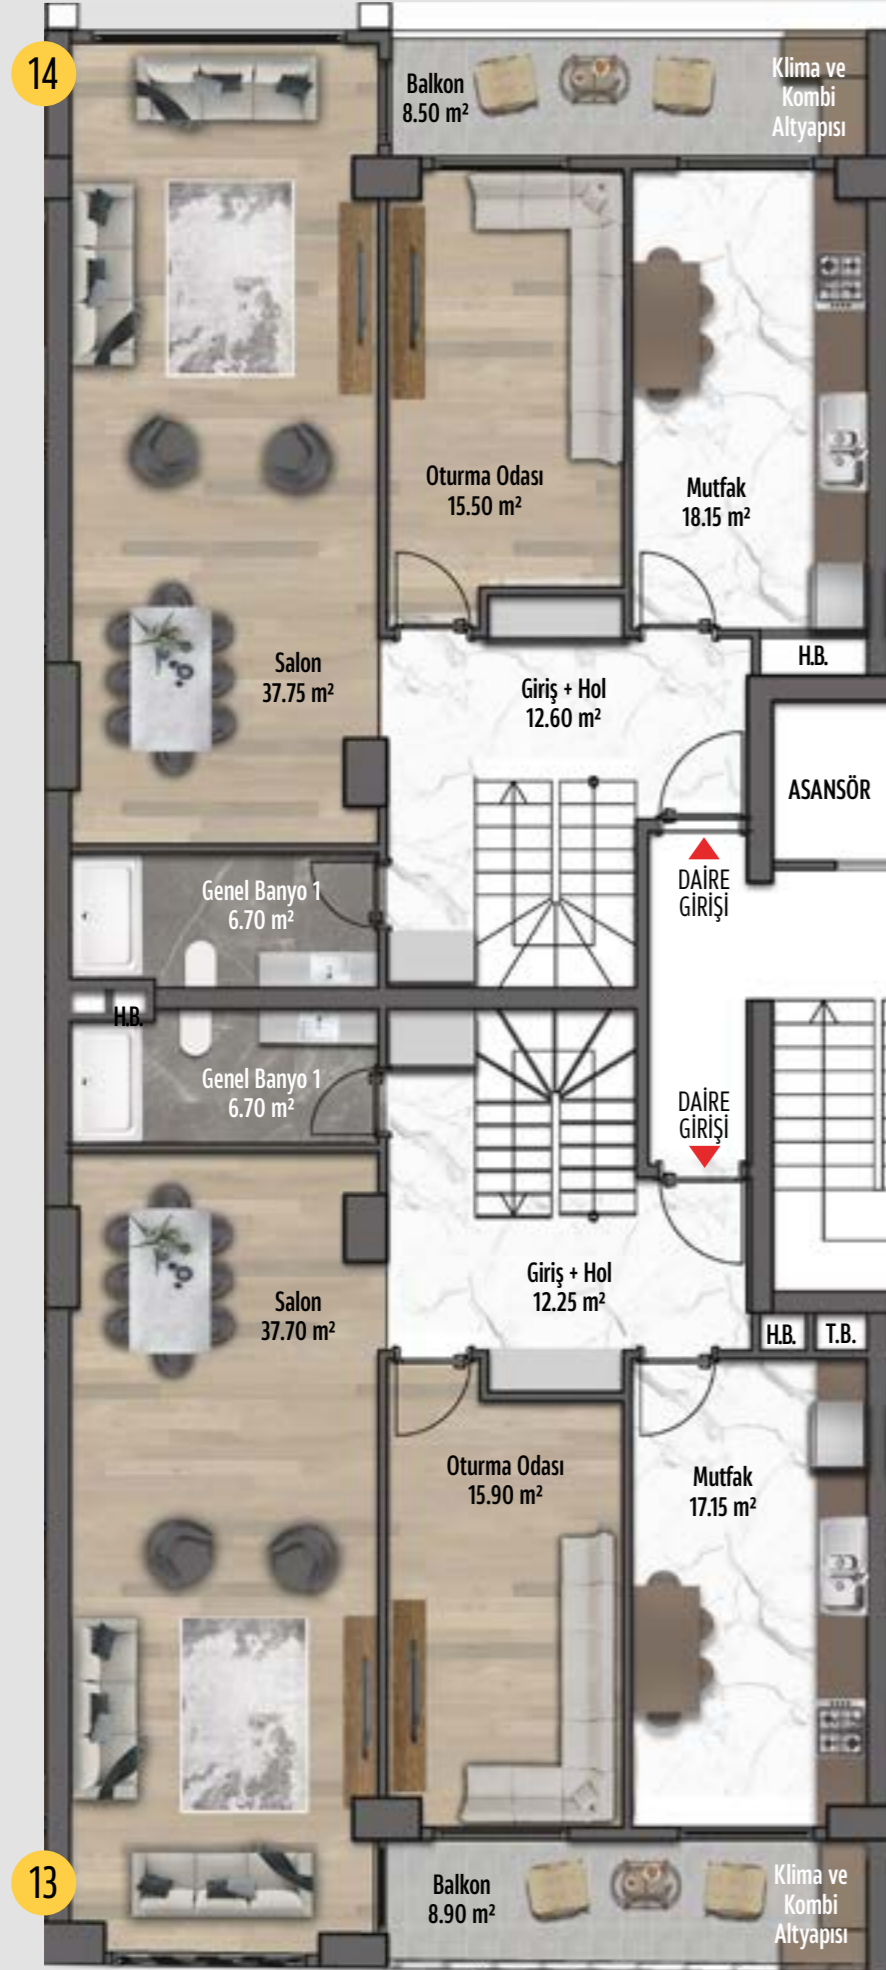 14
Balkon
8.50 m²
Klima ve
Kombi
Altyapısı
Oturma Odası
15.50 m²
Mutfak
18.15 m²
Salon
37.75 m²
Giriş + Hol
12.60 m²
H.B.
ASANSÖR
DAİRE
GİRİŞİ
Genel Banyo 1
6.70 m²
H.B.
Genel Banyo 1
6.70 m²
DAİRE
GİRİŞİ
Salon
37.70 m²
Giriş + Hol
12.25 m²
H.B.
T.B.
Oturma Odası
15.90 m²
Mutfak
17.15 m²
13
Balkon
8.90 m²
Klima ve
Kombi
Altyapısı